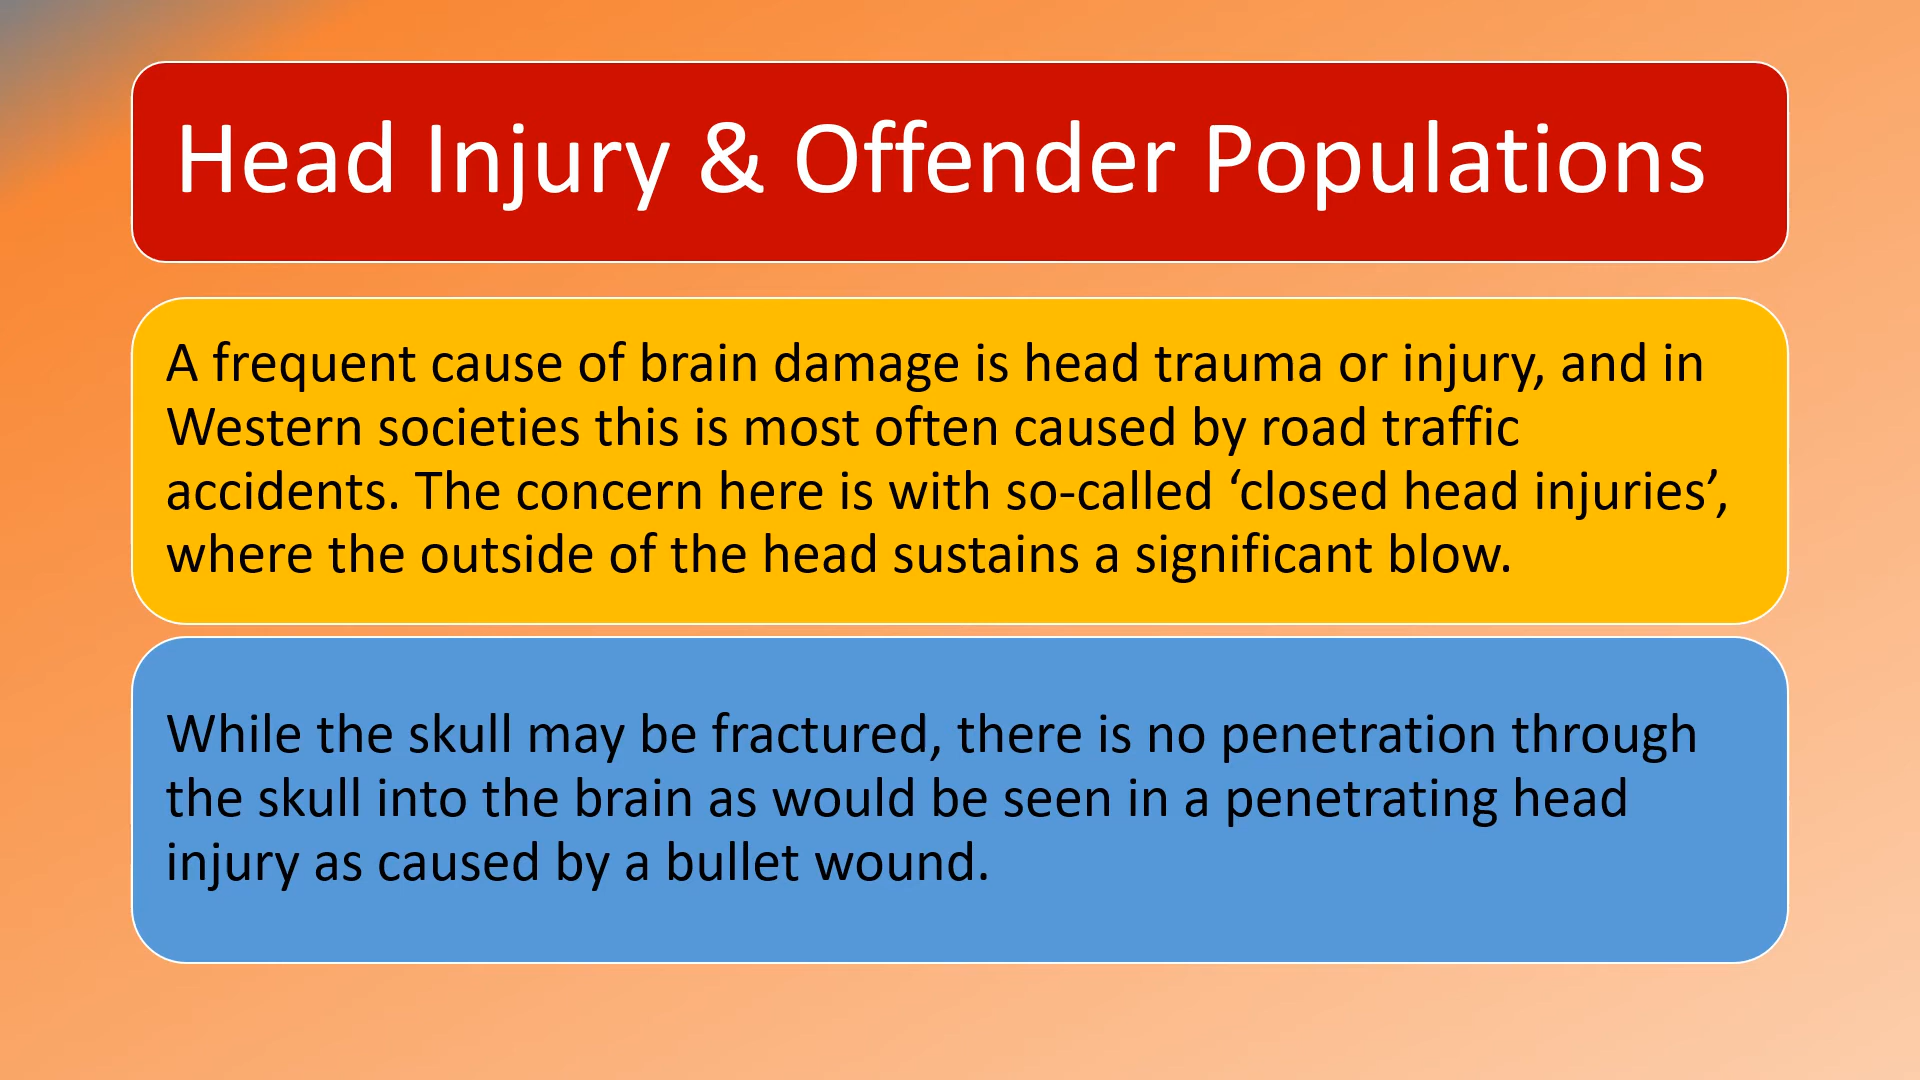 Head Injury & Offender Populations
A frequent cause of brain damage is head trauma or injury, and in
Western societies this is most often caused by road traffic
accidents. The concern here is with so-called ‘closed head injuries’,
where the outside of the head sustains a significant blow.
While the skull may be fractured, there is no penetration through
the skull into the brain as would be seen in a penetrating head
injury as caused by a bullet wound.